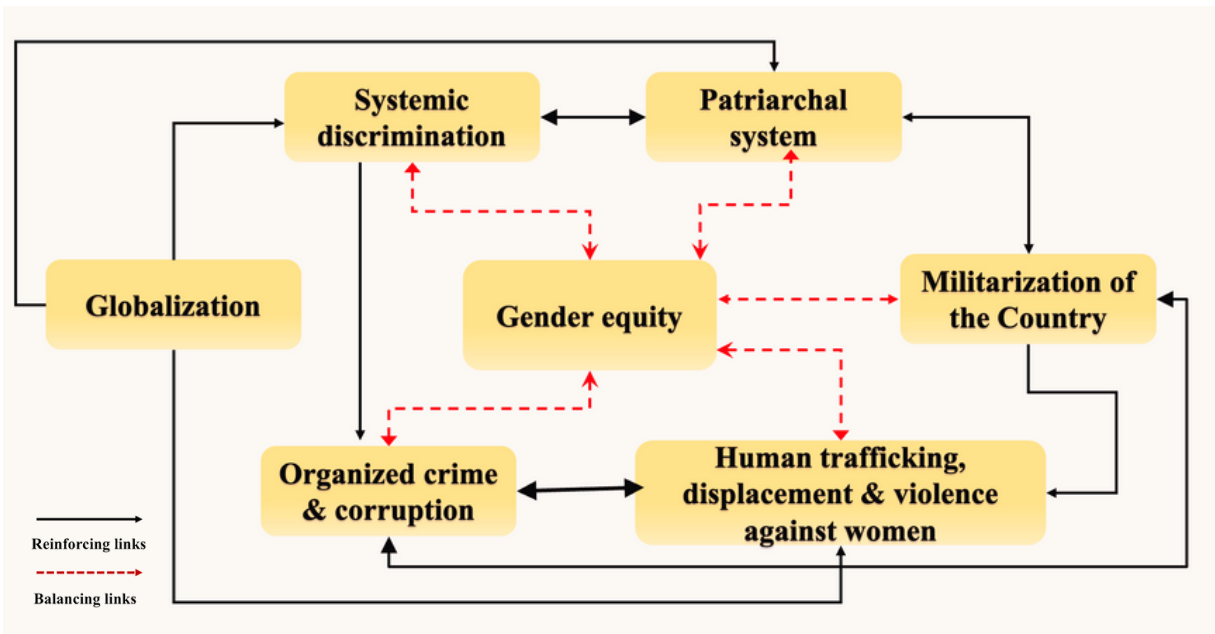 Systemic
discrimination
Patriarchal
system
Globalization
Gender equity
Militarization of
the Country
Organized crime
& corruption
Human trafficking,
displacement & violence
against women
Reinforcing links
Balancing links